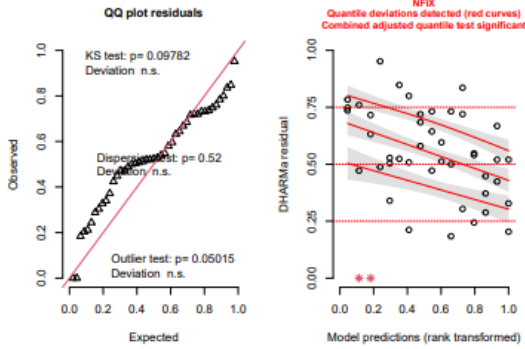 QQ plot residuals
KS test: p= 0.09782
Deviation n.s.
Dispersion test: p= 0.52
Deviation n.s.
Outlier test: p= 0.05015
Deviation n.s.
Observed
0.0 0.2 0.4 0.6 0.8 1.0
0.0 0.2 0.4 0.6 0.8 1.0
Expected
NFIX
Quantile deviations detected (red curves)
Combined adjusted quantile test significant
DHARMa residual
0.00 0.25 0.50 0.75 1.00
0.0 0.2 0.4 0.6 0.8 1.0
Model predictions (rank transformed)